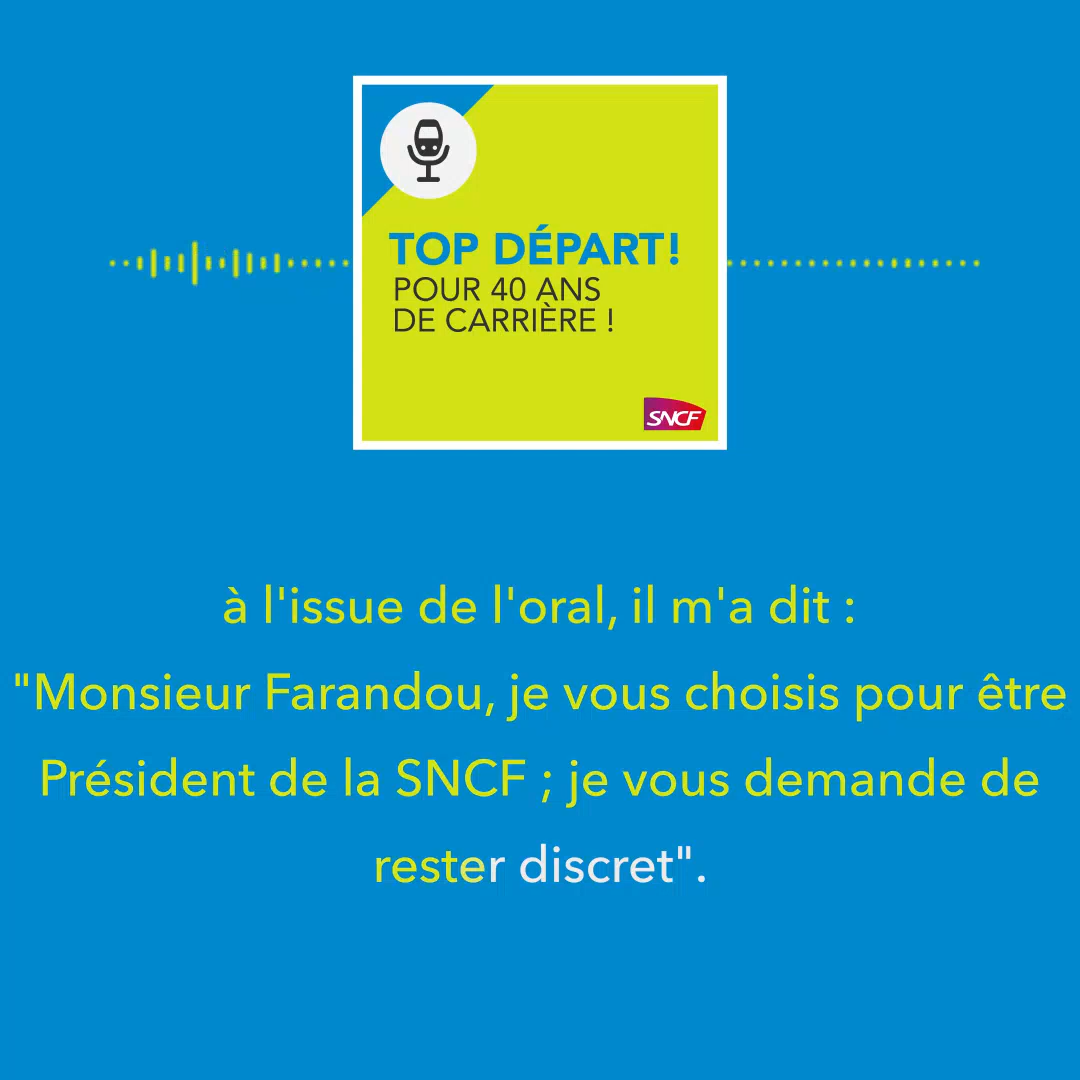 TOP DÉPART!
POUR 40 ANS
DE CARRIÈRE !
SNCF
à l'issue de l'oral, il m'a dit :
"Monsieur Farandou, je vous choisis pour être
Président de la SNCF ; je vous demande de
rester discret".